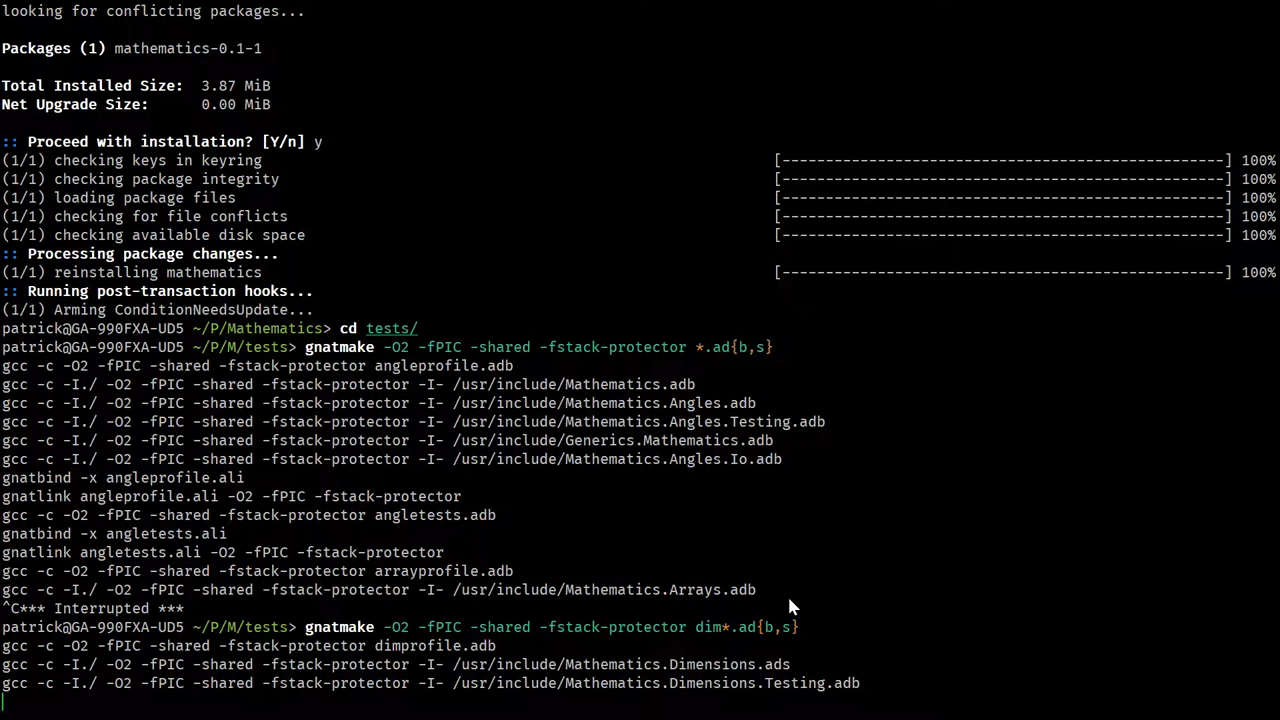 looking for conflicting packages...
Packages (1) mathematics-0.1-1
Total Installed Size:  3.87 MiB
Net Upgrade Size:      0.00 MiB
:: Proceed with installation? [Y/n] y
(1/1) checking keys in keyring [----------------------------------------------------] 100%
(1/1) checking package integrity [----------------------------------------------------] 100%
(1/1) loading package files [----------------------------------------------------] 100%
(1/1) checking for file conflicts [----------------------------------------------------] 100%
(1/1) checking available disk space [----------------------------------------------------] 100%
:: Processing package changes...
(1/1) reinstalling mathematics [----------------------------------------------------] 100%
:: Running post-transaction hooks...
(1/1) Arming ConditionNeedsUpdate...
patrick@GA-990FXA-UD5 ~/P/Mathematics> cd tests/
patrick@GA-990FXA-UD5 ~/P/M/tests> gnatmake -O2 -fPIC -shared -fstack-protector *.ad{b,s}
gcc -c -O2 -fPIC -shared -fstack-protector angleprofile.adb
gcc -c -I./ -O2 -fPIC -shared -fstack-protector -I- /usr/include/Mathematics.adb
gcc -c -I./ -O2 -fPIC -shared -fstack-protector -I- /usr/include/Mathematics.Angles.adb
gcc -c -I./ -O2 -fPIC -shared -fstack-protector -I- /usr/include/Mathematics.Angles.Testing.adb
gcc -c -I./ -O2 -fPIC -shared -fstack-protector -I- /usr/include/Generics.Mathematics.adb
gcc -c -I./ -O2 -fPIC -shared -fstack-protector -I- /usr/include/Mathematics.Angles.Io.adb
gnatbind -x angleprofile.ali
gnatlink angleprofile.ali -O2 -fPIC -fstack-protector
gcc -c -O2 -fPIC -shared -fstack-protector angletests.adb
gnatbind -x angletests.ali
gnatlink angletests.ali -O2 -fPIC -fstack-protector
gcc -c -O2 -fPIC -shared -fstack-protector arrayprofile.adb
gcc -c -I./ -O2 -fPIC -shared -fstack-protector -I- /usr/include/Mathematics.Arrays.adb
^C*** Interrupted ***
patrick@GA-990FXA-UD5 ~/P/M/tests> gnatmake -O2 -fPIC -shared -fstack-protector dim*.ad{b,s}
gcc -c -O2 -fPIC -shared -fstack-protector dimprofile.adb
gcc -c -I./ -O2 -fPIC -shared -fstack-protector -I- /usr/include/Mathematics.Dimensions.ads
gcc -c -I./ -O2 -fPIC -shared -fstack-protector -I- /usr/include/Mathematics.Dimensions.Testing.adb